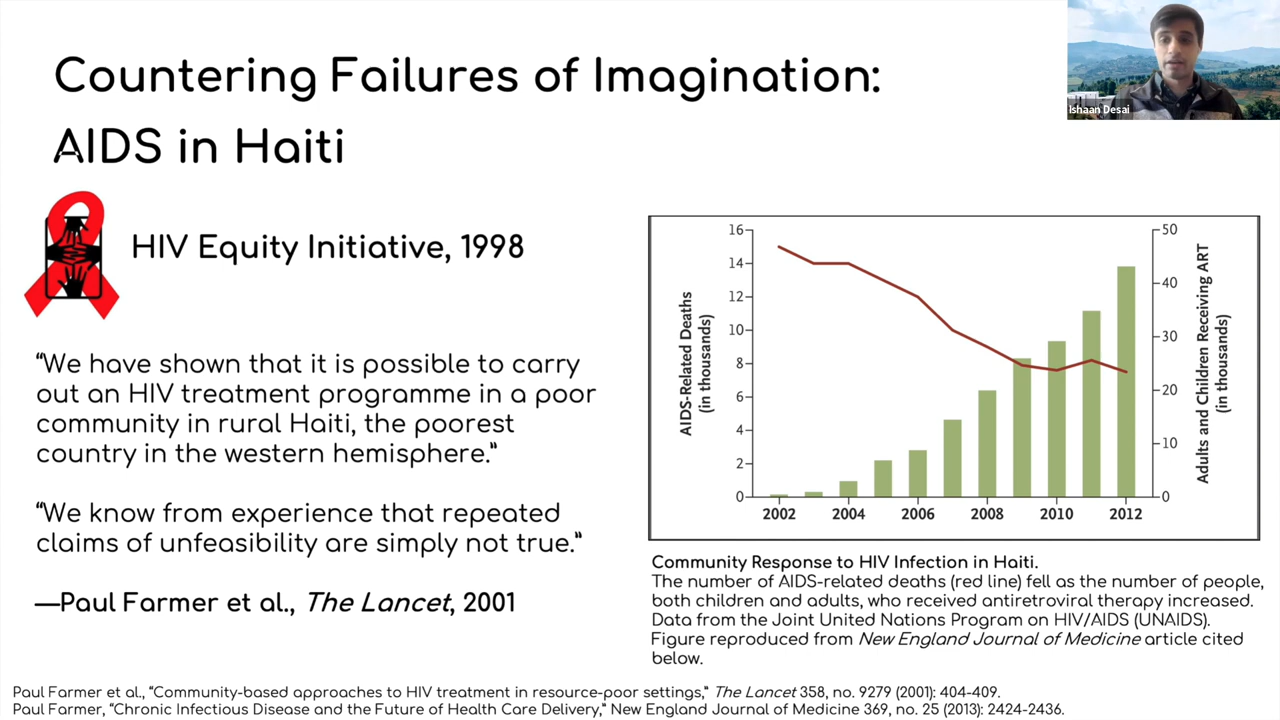 Countering Failures of Imagination:
AIDS in Haiti
Ishaan Desai
HIV Equity Initiative, 1998
“We have shown that it is possible to carry
out an HIV treatment programme in a poor
community in rural Haiti, the poorest
country in the western hemisphere.”
“We know from experience that repeated
claims of unfeasibility are simply not true.”
—Paul Farmer et al., The Lancet, 2001
AIDS-Related Deaths
(in thousands)
16
14
12
10
8
6
4
2
0
2002 2004 2006 2008 2010 2012
50
40
30
20
10
0
Adults and Children Receiving ART
(in thousands)
Community Response to HIV Infection in Haiti.
The number of AIDS-related deaths (red line) fell as the number of people,
both children and adults, who received antiretroviral therapy increased.
Data from the Joint United Nations Program on HIV/AIDS (UNAIDS).
Figure reproduced from New England Journal of Medicine article cited
below.
Paul Farmer et al., “Community-based approaches to HIV treatment in resource-poor settings,” The Lancet 358, no. 9279 (2001): 404-409.
Paul Farmer, “Chronic Infectious Disease and the Future of Health Care Delivery,” New England Journal of Medicine 369, no. 25 (2013): 2424-2436.